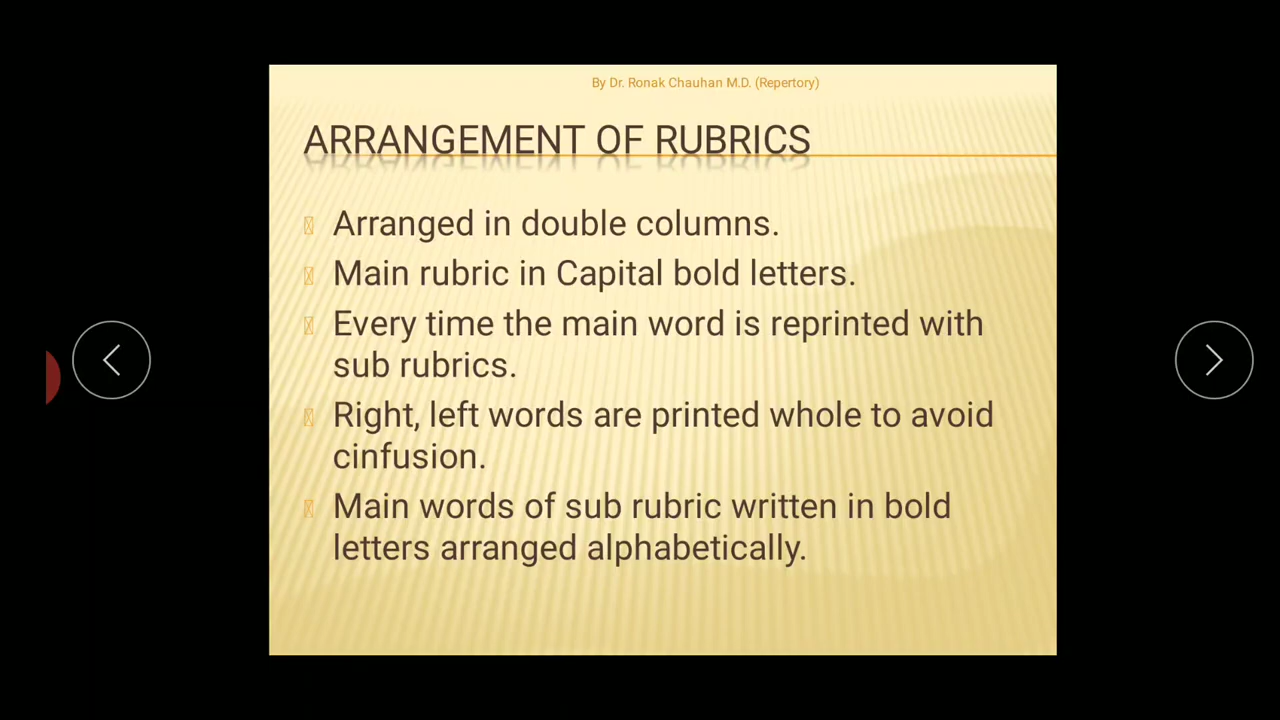 By Dr. Ronak Chauhan M.D. (Repertory)
ARRANGEMENT OF RUBRICS
Arranged in double columns.
Main rubric in Capital bold letters.
Every time the main word is reprinted with
sub rubrics.
Right, left words are printed whole to avoid
cinfusion.
Main words of sub rubric written in bold
letters arranged alphabetically.